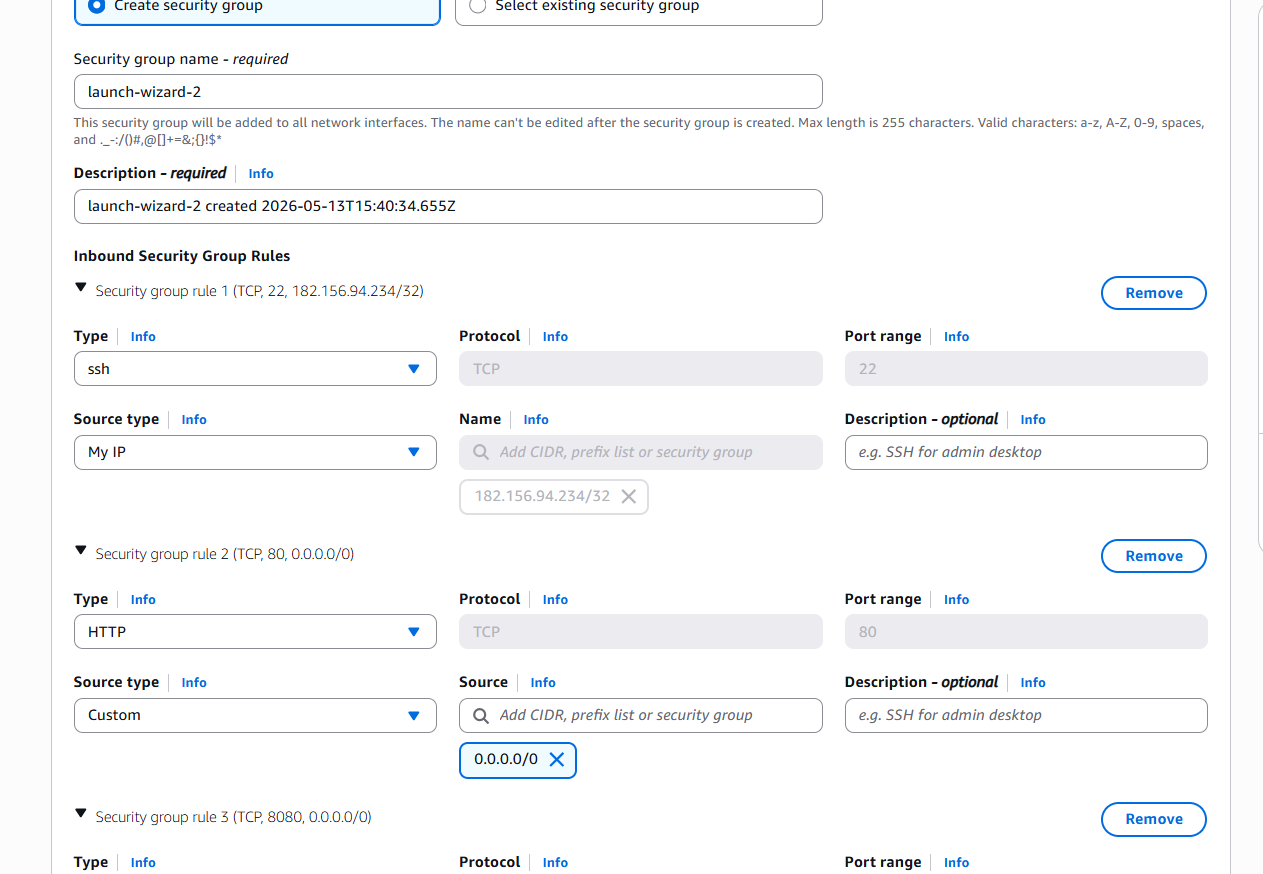 Create security group
Select existing security group
Security group name - required
launch-wizard-2
This security group will be added to all network interfaces. The name can't be edited after the security group is created. Max length is 255 characters. Valid characters: a-z, A-Z, 0-9, spaces,
and ._-:/()#,@[]+=&;{}!$*
Description - required Info
launch-wizard-2 created 2026-05-13T15:40:34.655Z
Inbound Security Group Rules
Security group rule 1 (TCP, 22, 182.156.94.234/32)
Remove
Type Info Protocol Info Port range Info
ssh TCP 22
Source type Info Name Info Description - optional Info
My IP Add CIDR, prefix list or security group e.g. SSH for admin desktop
182.156.94.234/32
Security group rule 2 (TCP, 80, 0.0.0.0/0)
Remove
Type Info Protocol Info Port range Info
HTTP TCP 80
Source type Info Source Info Description - optional Info
Custom Add CIDR, prefix list or security group e.g. SSH for admin desktop
0.0.0.0/0
Security group rule 3 (TCP, 8080, 0.0.0.0/0)
Remove
Type Info Protocol Info Port range Info